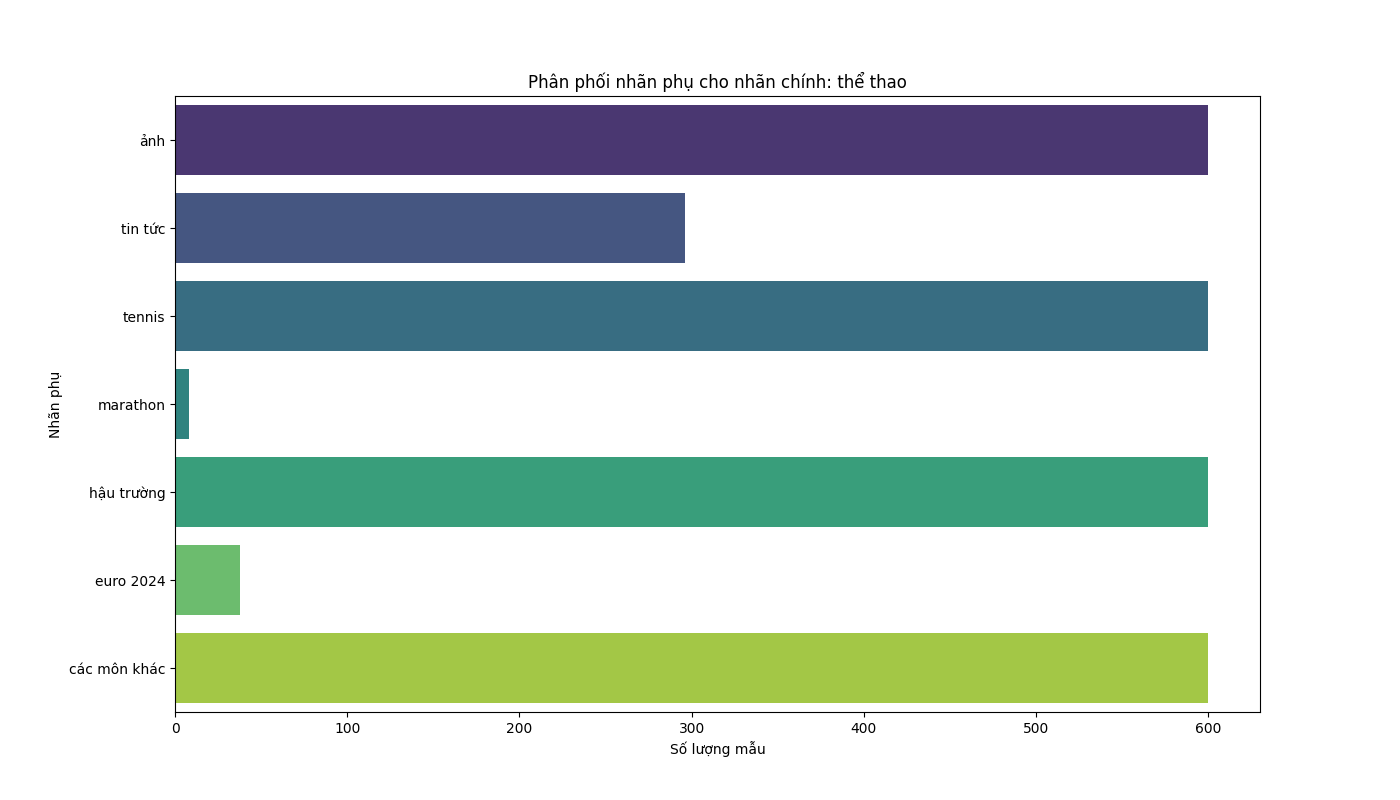 Phân phối nhãn phụ cho nhãn chính: thể thao
Nhãn phụ
ảnh
tin tức
tennis
marathon
hậu trường
euro 2024
các môn khác
0 100 200 300 400 500 600
Số lượng mẫu